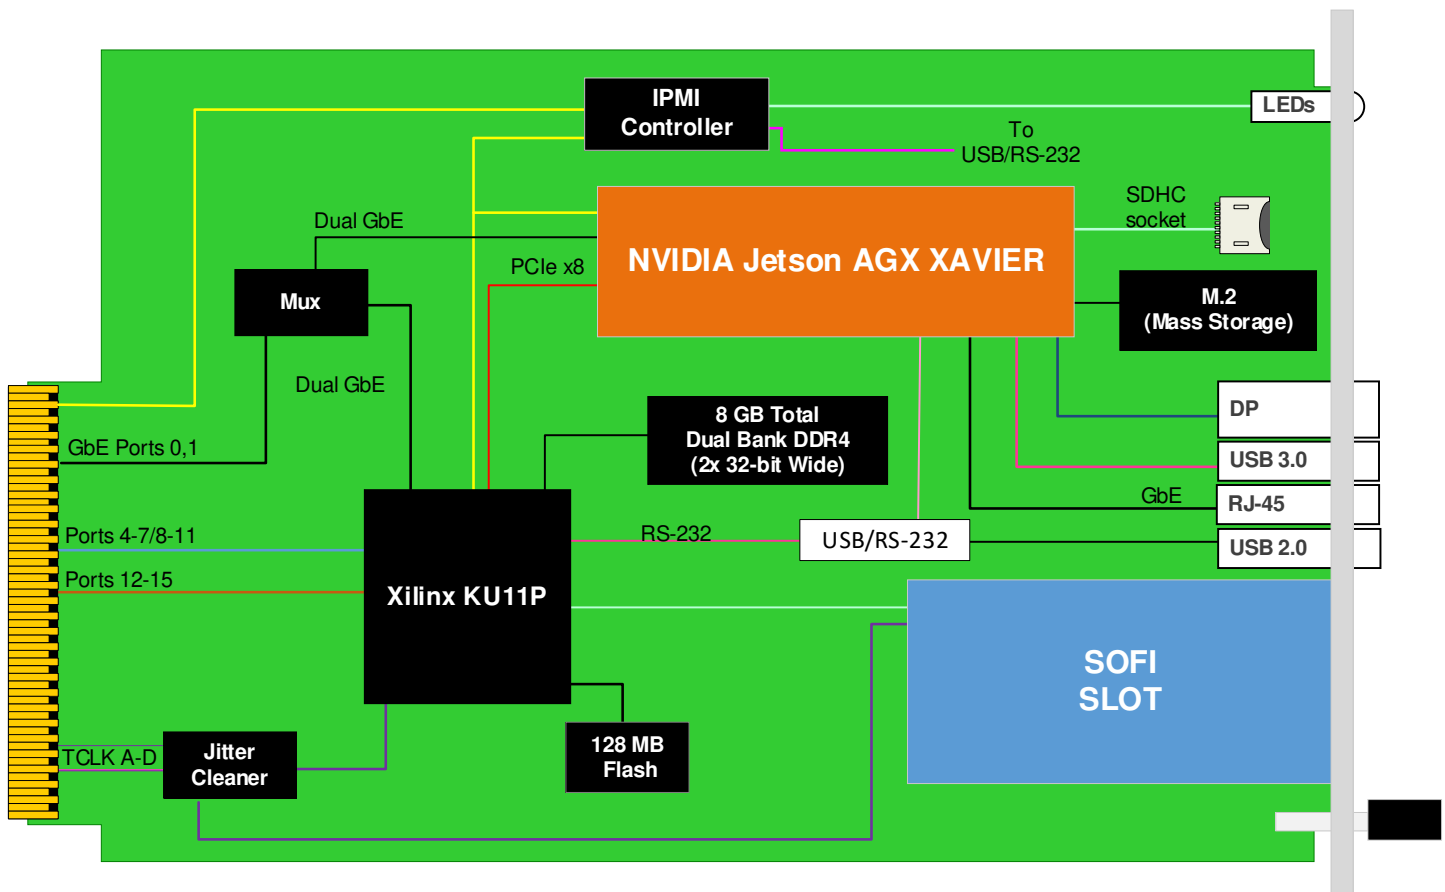 IPMI
Controller
LEDs
To
USB/RS-232
SDHC
socket
Dual GbE
PCIe x8
NVIDIA Jetson AGX XAVIER
Mux
M.2
(Mass Storage)
Dual GbE
8 GB Total
Dual Bank DDR4
(2x 32-bit Wide)
DP
GbE Ports 0,1
USB 3.0
GbE
RJ-45
Ports 4-7/8-11
RS-232
USB/RS-232
USB 2.0
Ports 12-15
Xilinx KU11P
SOFI
SLOT
TCLK A-D
Jitter
Cleaner
128 MB
Flash